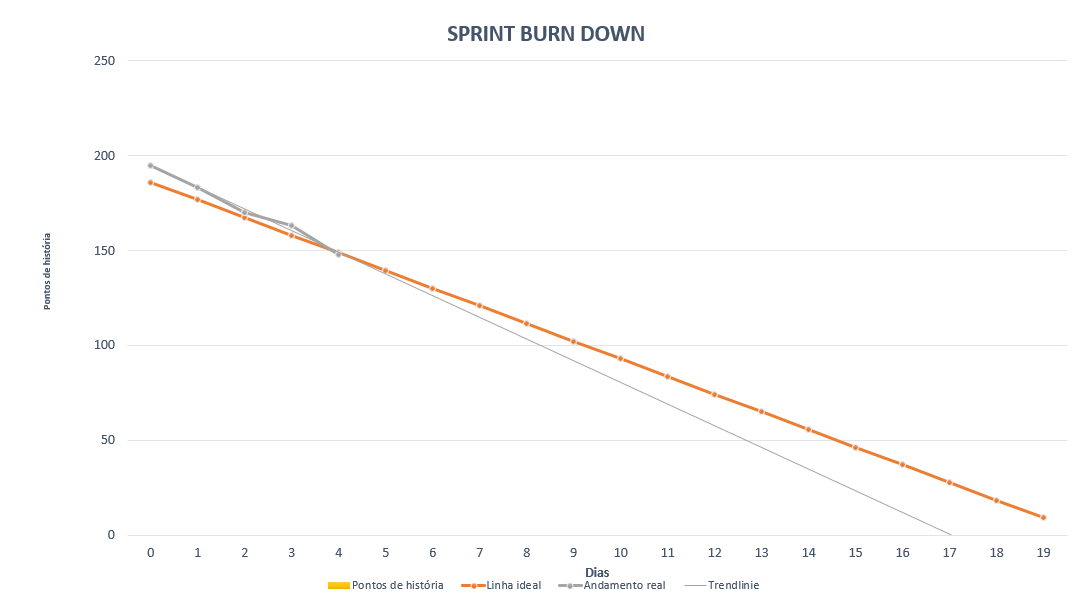 SPRINT BURN DOWN
250
200
150
100
50
0
Pontos de história
0 1 2 3 4 5 6 7 8 9 10 11 12 13 14 15 16 17 18 19
Dias
Pontos de história Linha ideal Andamento real Trendlinie